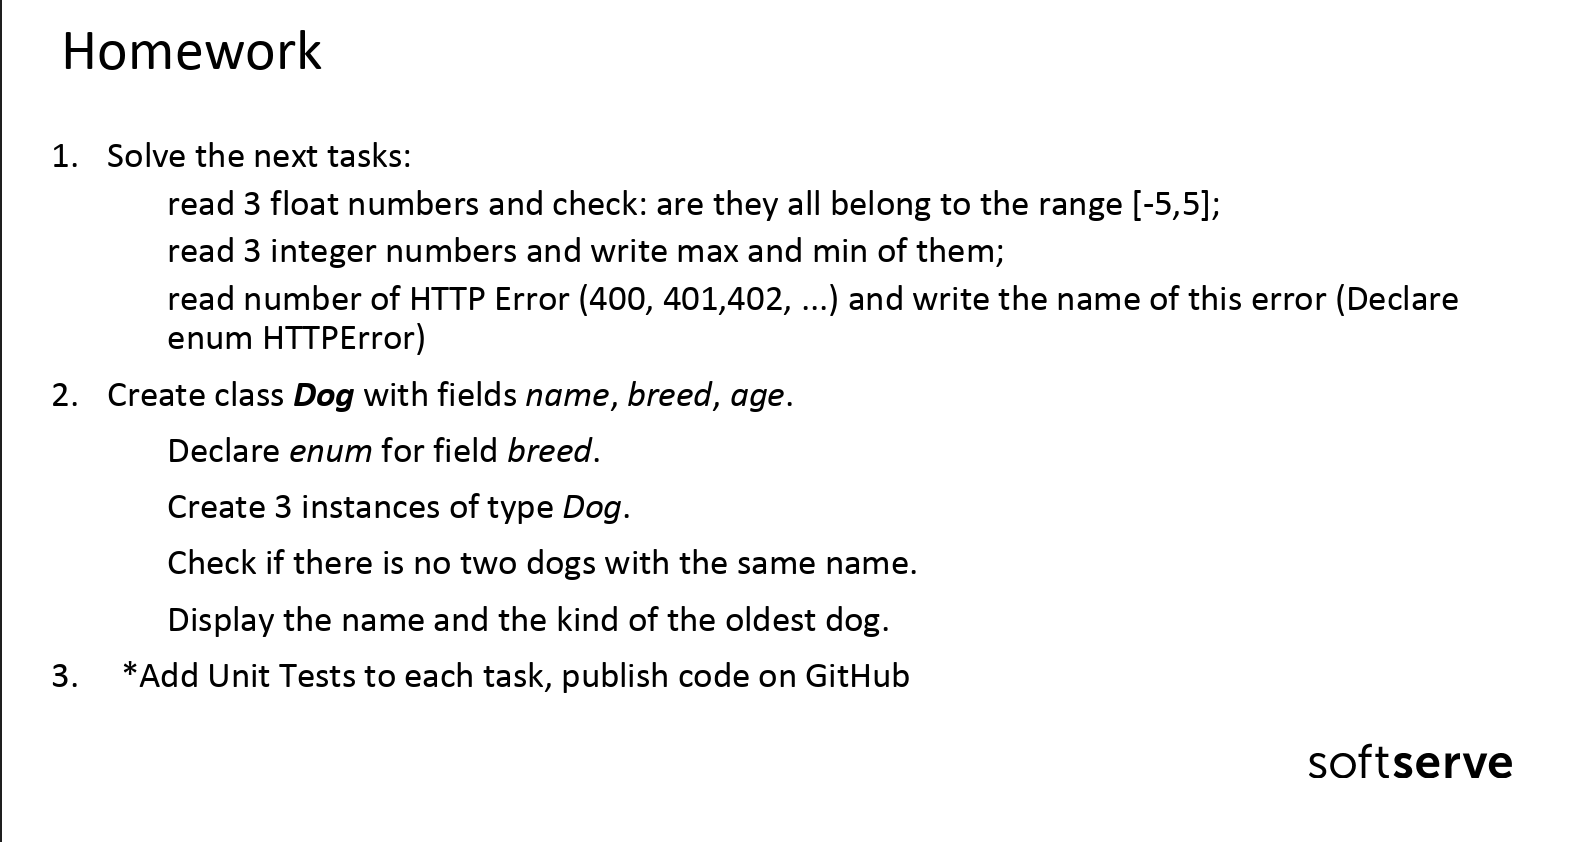 Homework
1. Solve the next tasks:
read 3 float numbers and check: are they all belong to the range [-5,5];
read 3 integer numbers and write max and min of them;
read number of HTTP Error (400, 401,402, ...) and write the name of this error (Declare
enum HTTPError)
2. Create class Dog with fields name, breed, age.
Declare enum for field breed.
Create 3 instances of type Dog.
Check if there is no two dogs with the same name.
Display the name and the kind of the oldest dog.
3. *Add Unit Tests to each task, publish code on GitHub
softserve